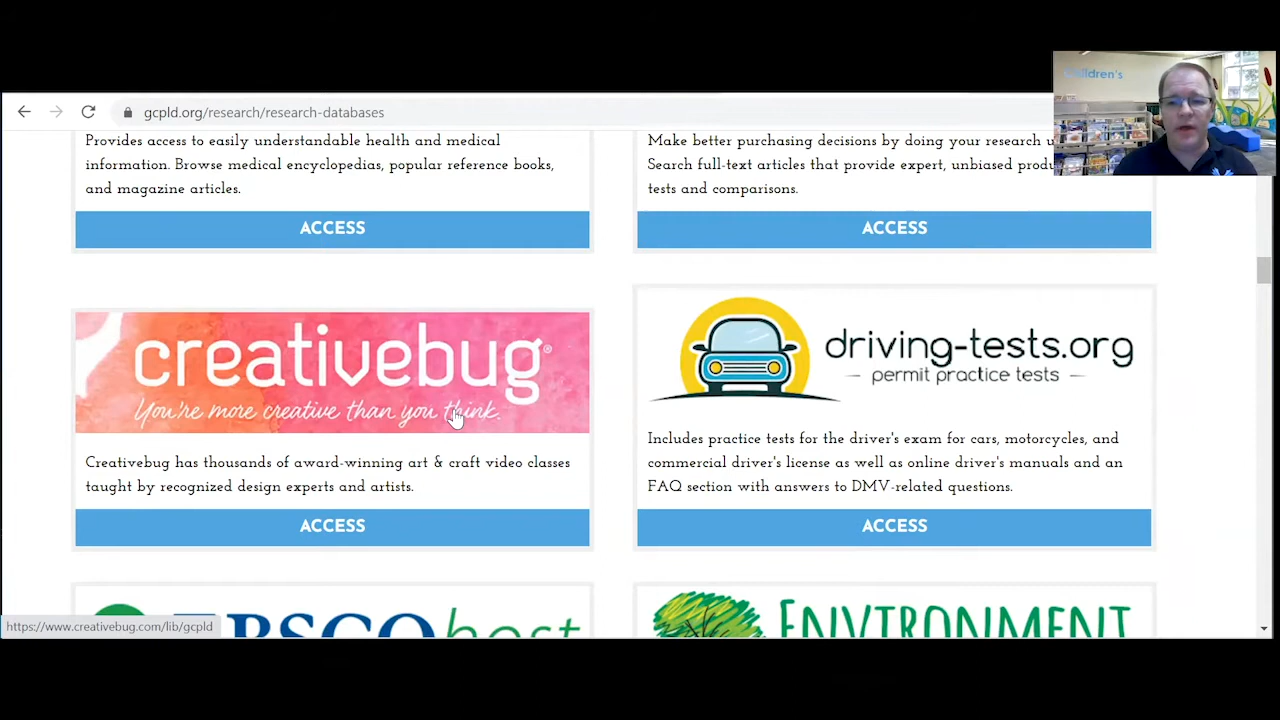 Children's
gcpld.org/research/research-databases
Provides access to easily understandable health and medical
information. Browse medical encyclopedias, popular reference books,
and magazine articles.
ACCESS
Make better purchasing decisions by doing your research u
Search full-text articles that provide expert, unbiased produ
tests and comparisons.
ACCESS
creativebug®
You're more creative than you think.
Creativebug has thousands of award-winning art & craft video classes
taught by recognized design experts and artists.
ACCESS
driving-tests.org
permit practice tests
Includes practice tests for the driver's exam for cars, motorcycles, and
commercial driver's license as well as online driver's manuals and an
FAQ section with answers to DMV-related questions.
ACCESS
EBSCOhost
ENVIRONMENT
https://www.creativebug.com/lib/gcpld